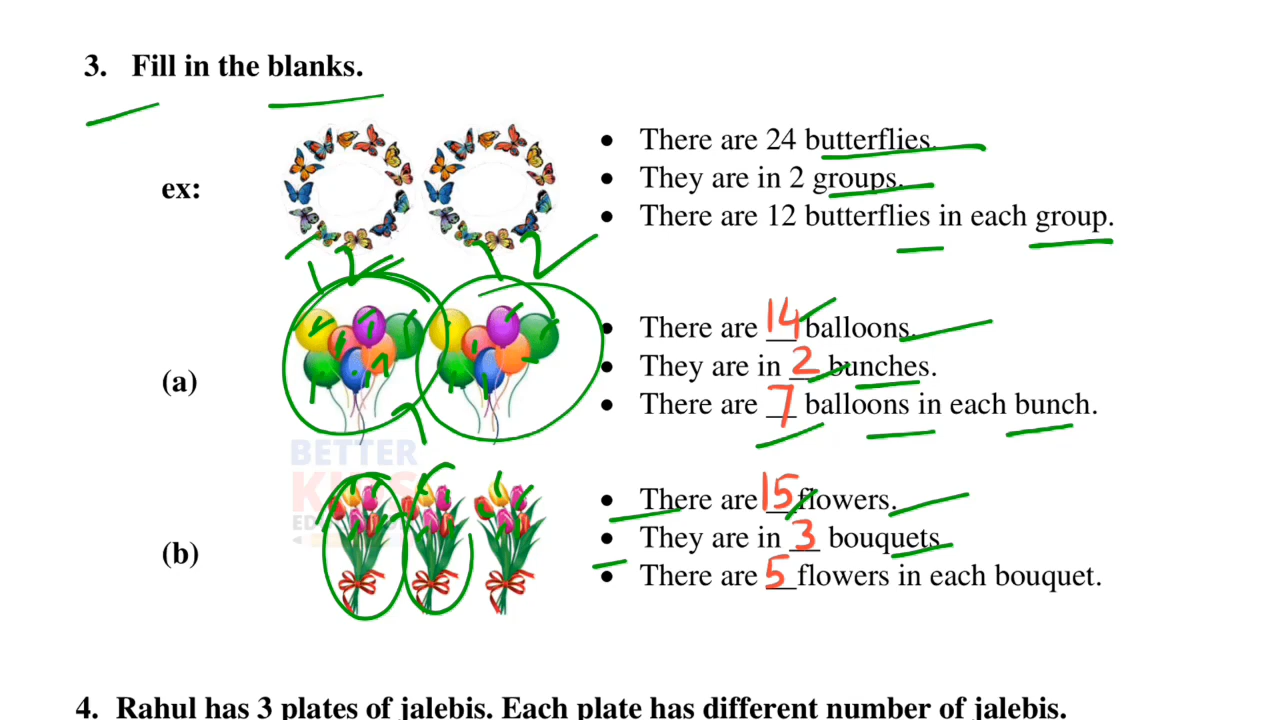 3. Fill in the blanks.
ex:
• There are 24 butterflies.
• They are in 2 groups.
• There are 12 butterflies in each group.
12
12
(a)
• There are 14 balloons.
• They are in 2 bunches.
• There are 7 balloons in each bunch.
BETTER
(b)
• There are 15 flowers.
• They are in 3 bouquets
• There are 5 flowers in each bouquet.
4. Rahul has 3 plates of jalebis. Each plate has different number of jalebis.